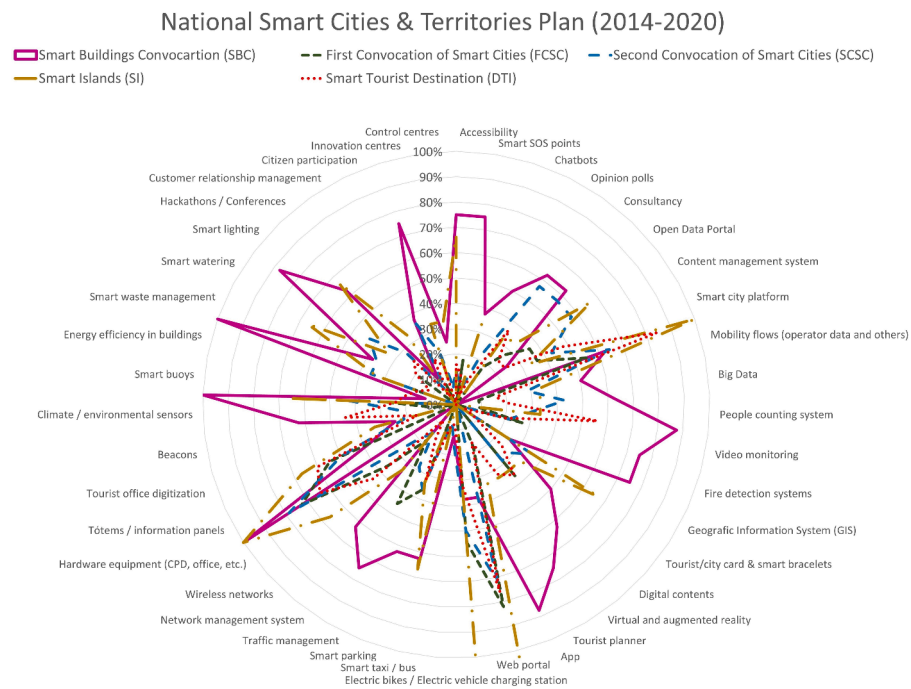 National Smart Cities & Territories Plan (2014-2020)
Smart Buildings Convocartion (SBC)
First Convocation of Smart Cities (FCSC)
Second Convocation of Smart Cities (SCSC)
Smart Islands (SI)
Smart Tourist Destination (DTI)
Control centres
Accessibility
Innovation centres
Smart SOS points
Citizen participation
Chatbots
Customer relationship management
Opinion polls
Hackathons / Conferences
Consultancy
Smart lighting
Open Data Portal
Smart watering
Content management system
Smart waste management
Smart city platform
Energy efficiency in buildings
Mobility flows (operator data and others)
Smart buoys
Big Data
Climate / environmental sensors
People counting system
Beacons
Video monitoring
Tourist office digitization
Fire detection systems
Tótems / information panels
Geografic Information System (GIS)
Hardware equipment (CPD, office, etc.)
Tourist/city card & smart bracelets
Wireless networks
Digital contents
Network management system
Virtual and augmented reality
Traffic management
Tourist planner
Smart parking
App
Smart taxi / bus
Web portal
Electric bikes / Electric vehicle charging station
100%
90%
80%
70%
60%
50%
40%
30%
20%
10%